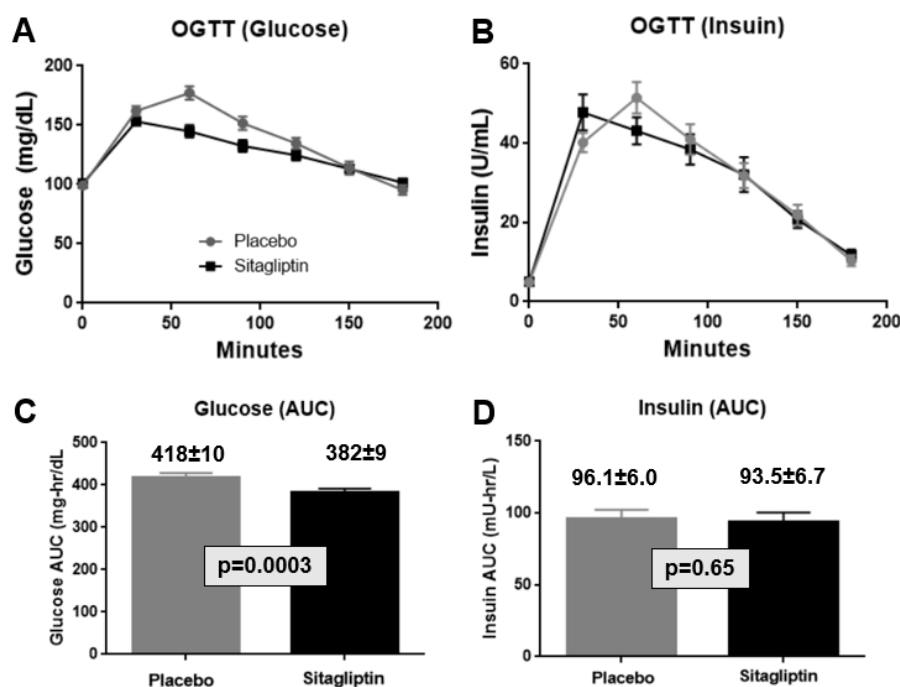 A
OGTT (Glucose)
200
150
100
50
0
Glucose (mg/dL)
Placebo
Sitagliptin
0 50 100 150 200
Minutes
B
OGTT (Insuin)
60
40
20
0
Insulin (U/mL)
0 50 100 150 200
Minutes
C
Glucose (AUC)
500
400
300
200
100
0
Glucose AUC (mg-hr/dL)
418±10 382±9
p=0.0003
Placebo Sitagliptin
D
Insuin (AUC)
150
100
50
0
Insuin AUC (mU-hr/L)
96.1±6.0 93.5±6.7
p=0.65
Placebo Sitagliptin